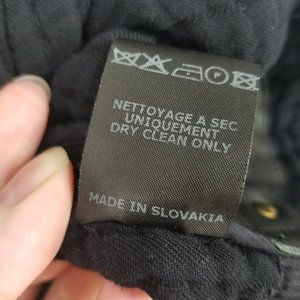 P
NETTOYAGE A SEC
UNIQUEMENT
DRY CLEAN ONLY
MADE IN SLOVAKIA